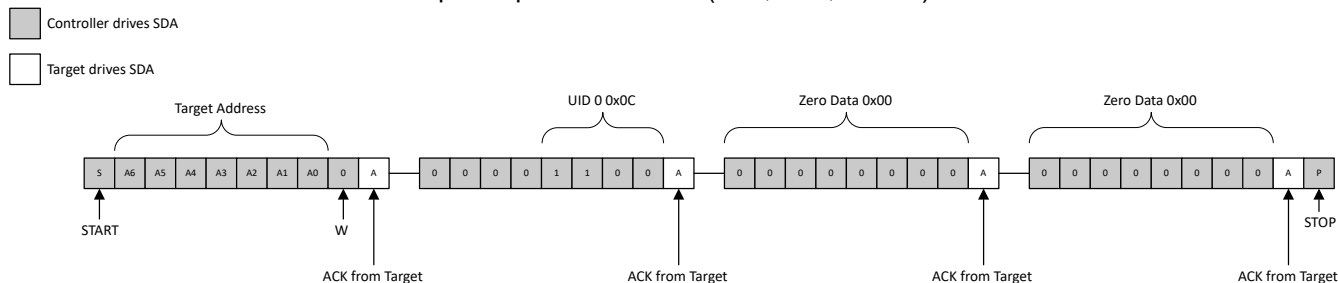 Controller drives SDA
Target drives SDA
Target Address
UID 0 0x0C
Zero Data 0x00
Zero Data 0x00
S A6 A5 A4 A3 A2 A1 A0 0 A 0 0 0 0 1 1 0 0 A 0 0 0 0 0 0 0 0 A 0 0 0 0 0 0 0 0 A P
START
W
STOP
ACK from Target
ACK from Target
ACK from Target
ACK from Target